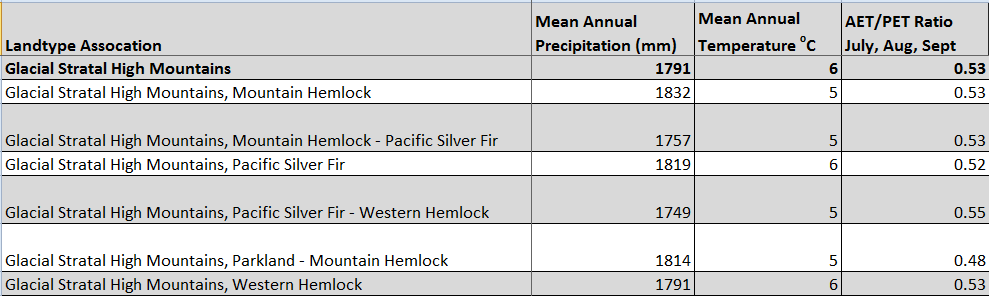 Landtype Assocation Mean Annual Precipitation (mm) Mean Annual Temperature °C AET/PET Ratio July, Aug, Sept
Glacial Stratal High Mountains 1791 6 0.53
Glacial Stratal High Mountains, Mountain Hemlock 1832 5 0.53
Glacial Stratal High Mountains, Mountain Hemlock - Pacific Silver Fir 1757 5 0.53
Glacial Stratal High Mountains, Pacific Silver Fir 1819 6 0.52
Glacial Stratal High Mountains, Pacific Silver Fir - Western Hemlock 1749 5 0.55
Glacial Stratal High Mountains, Parkland - Mountain Hemlock 1814 5 0.48
Glacial Stratal High Mountains, Western Hemlock 1791 6 0.53